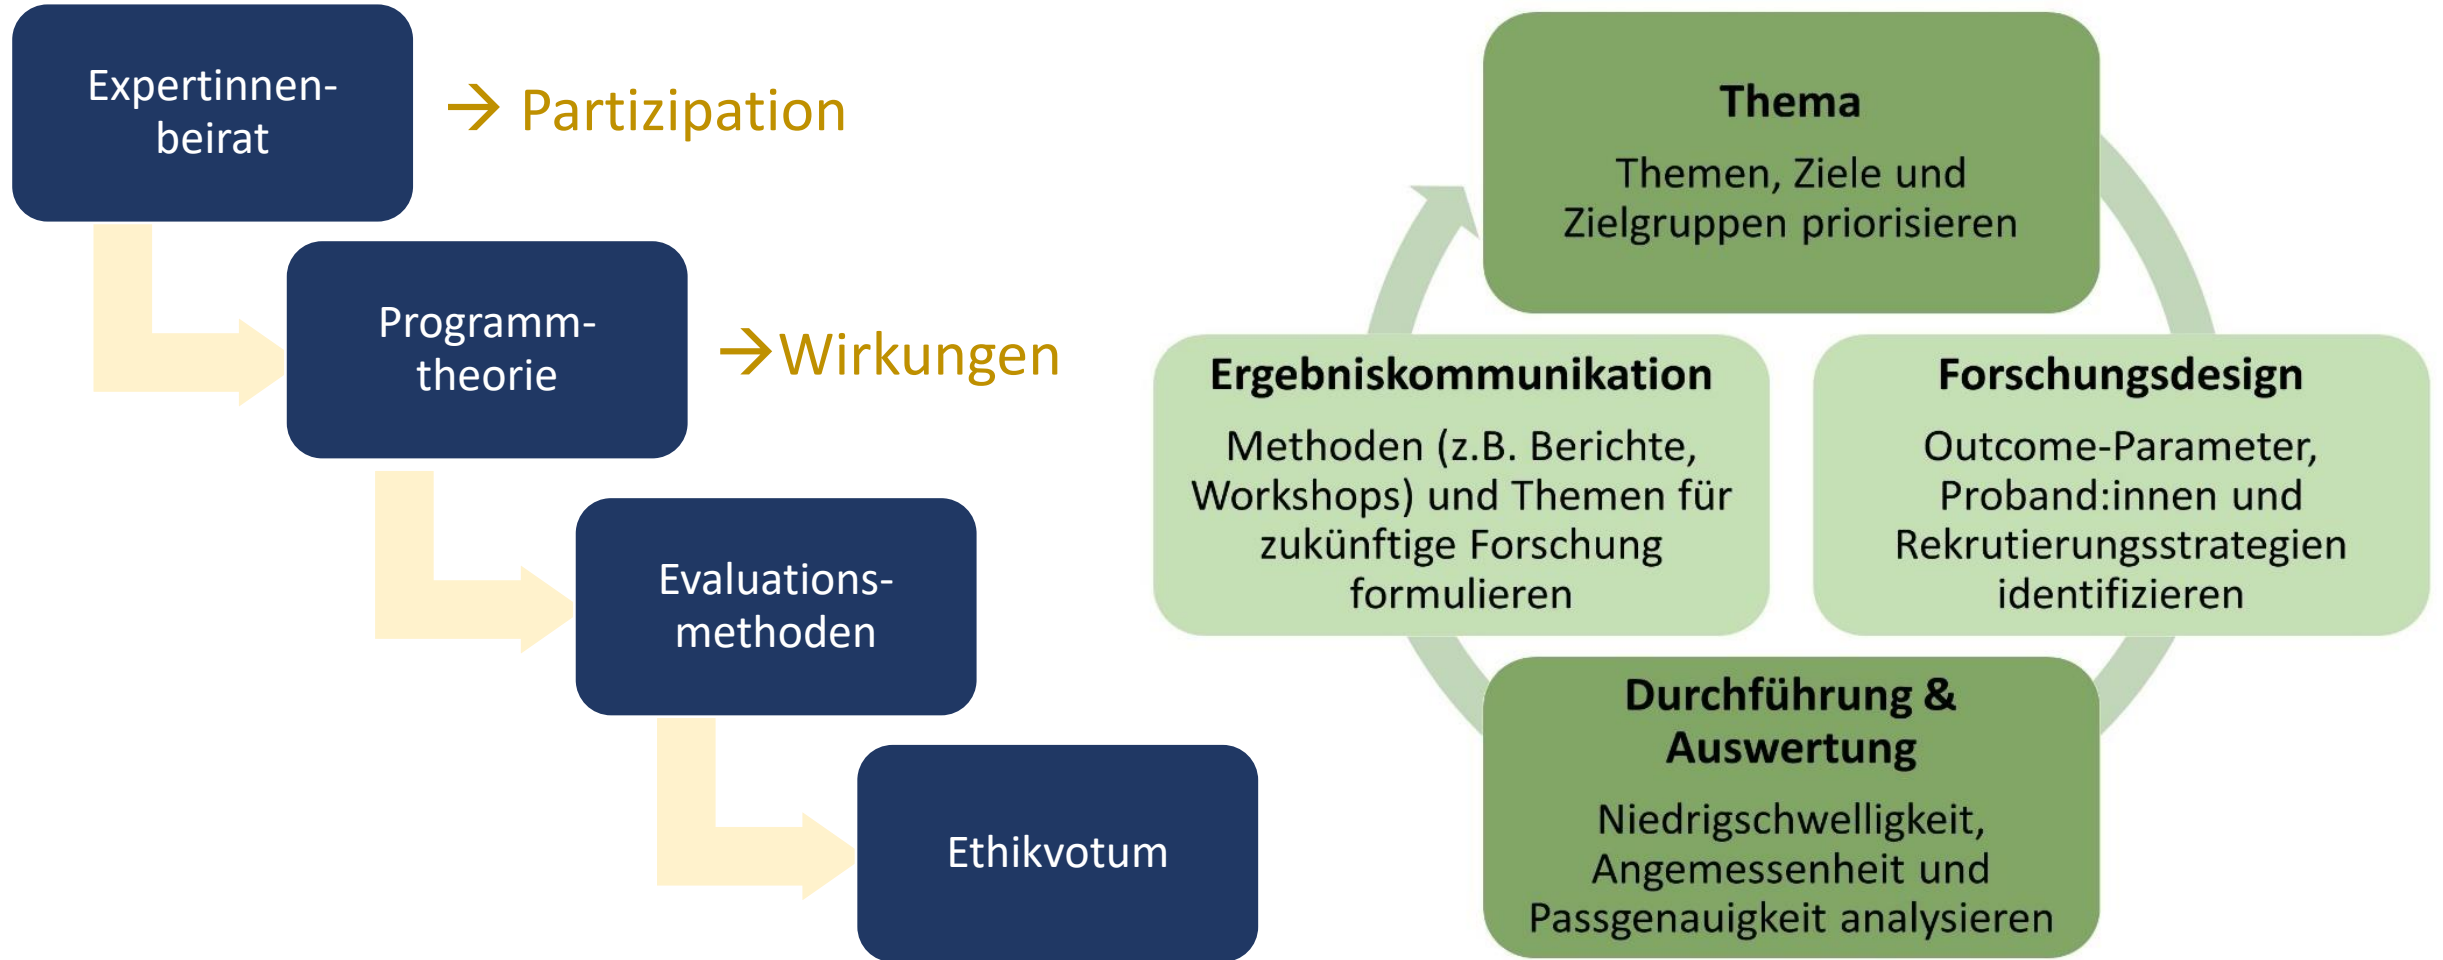 Expertinnen-
beirat
→ Partizipation
Programm-
theorie
→Wirkungen
Evaluations-
methoden
Ethikvotum
Thema
Themen, Ziele und
Zielgruppen priorisieren
Forschungsdesign
Outcome-Parameter,
Proband:innen und
Rekrutierungsstrategien
identifizieren
Durchführung &
Auswertung
Niedrigschwelligkeit,
Angemessenheit und
Passgenauigkeit analysieren
Ergebniskommunikation
Methoden (z.B. Berichte,
Workshops) und Themen für
zukünftige Forschung
formulieren